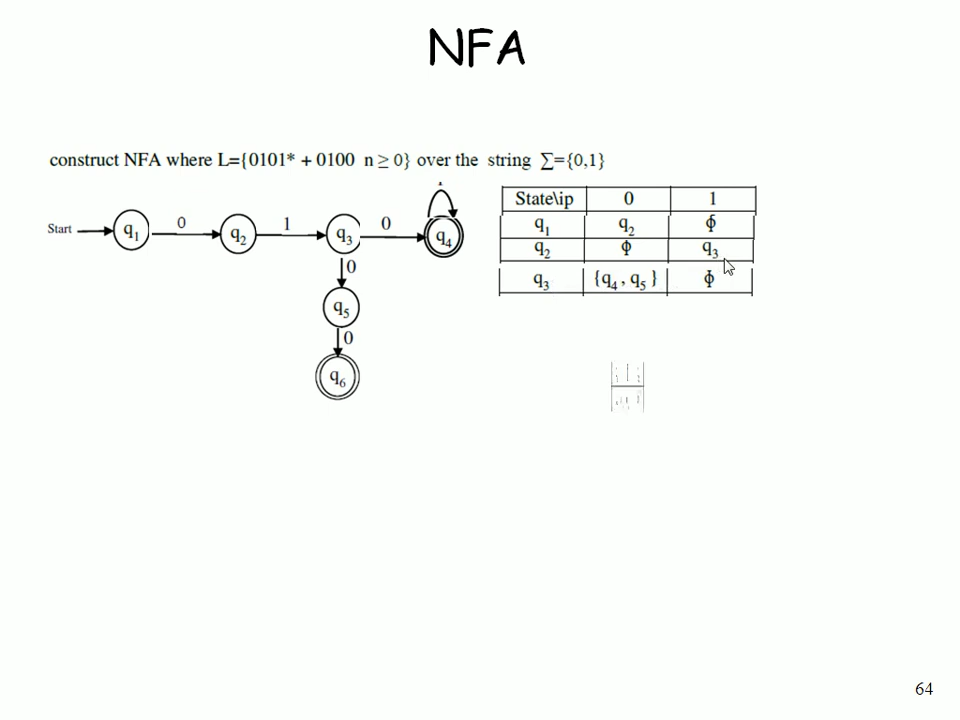 NFA
construct NFA where L={0101* + 0100 n ≥ 0} over the string ∑={0,1}
Start q1 0 q2 1 q3 0 q4
0
q5
0
q6
State\ip 0 1
q1 q2 ϕ
q2 ϕ q3
q3 {q4 , q5 } ϕ
64